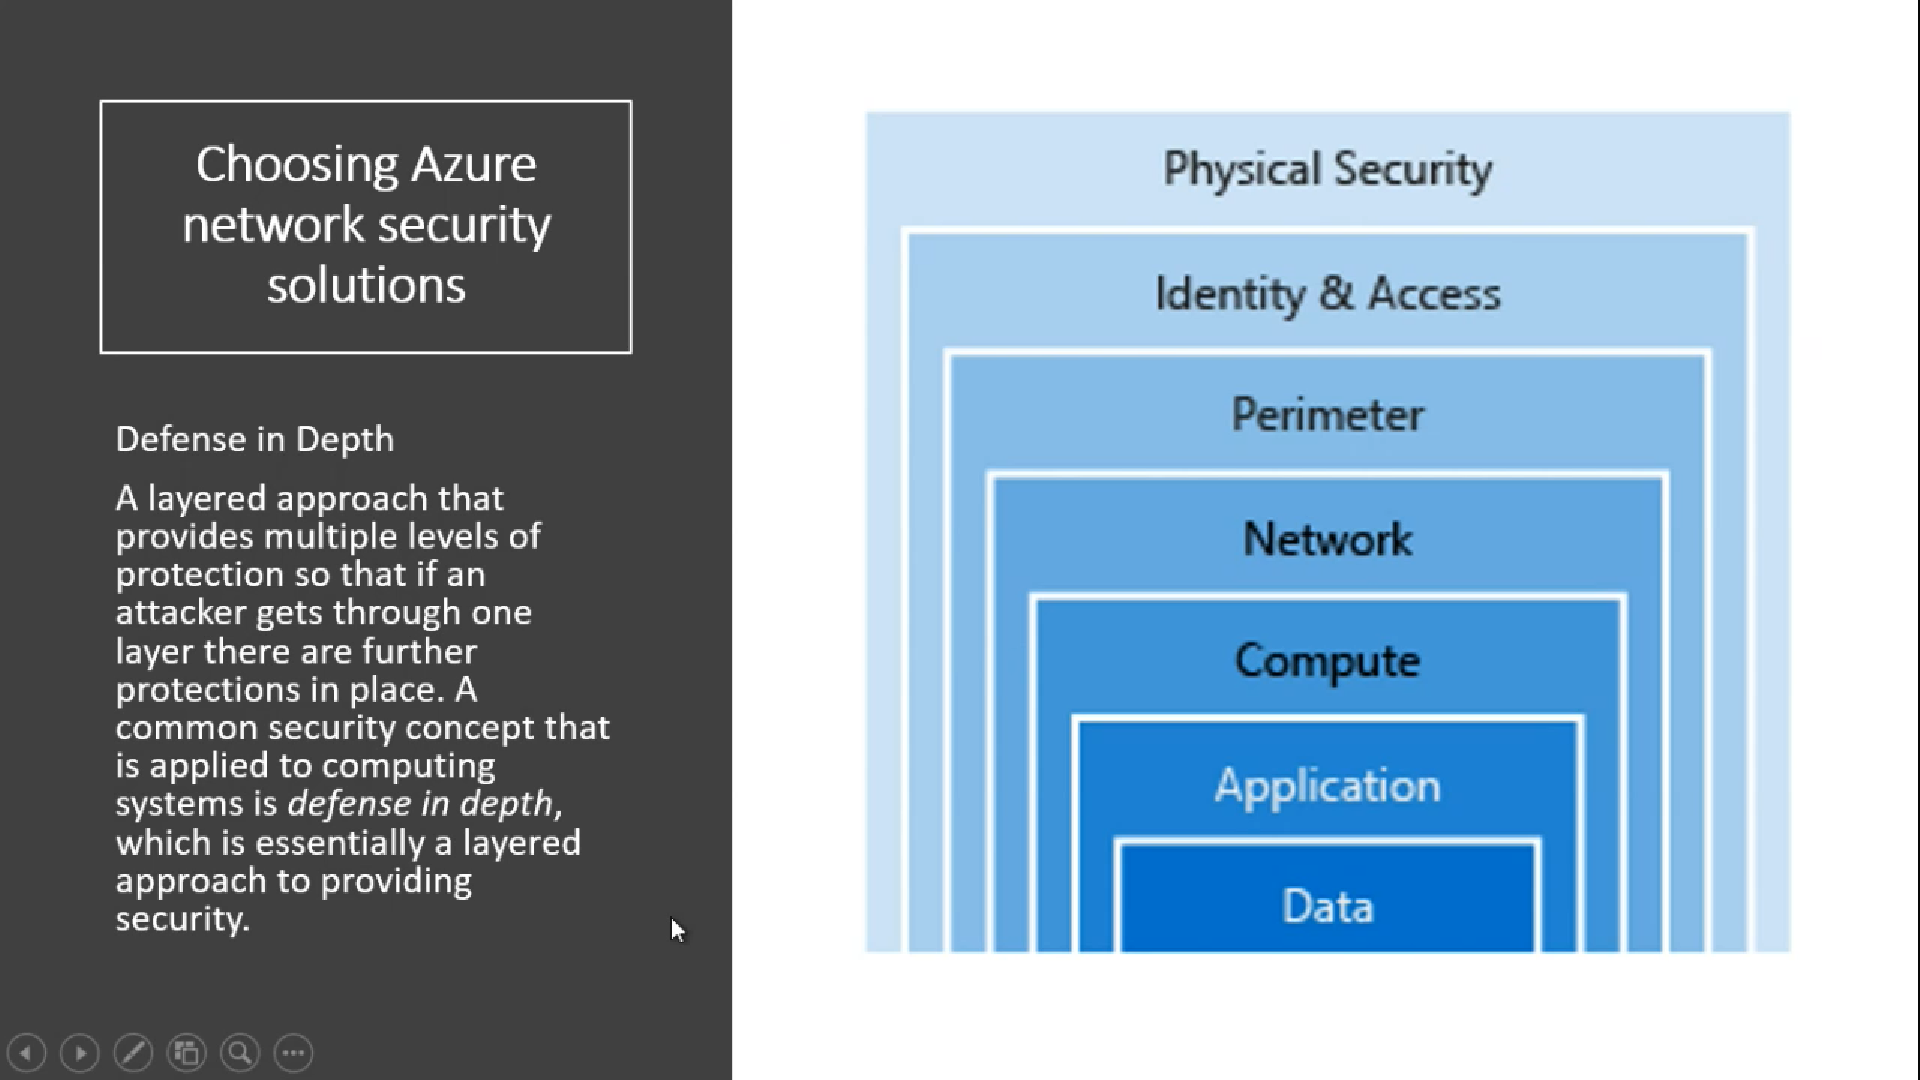 Choosing Azure
network security
solutions
Defense in Depth
A layered approach that
provides multiple levels of
protection so that if an
attacker gets through one
layer there are further
protections in place. A
common security concept that
is applied to computing
systems is defense in depth,
which is essentially a layered
approach to providing
security.
Physical Security
Identity & Access
Perimeter
Network
Compute
Application
Data